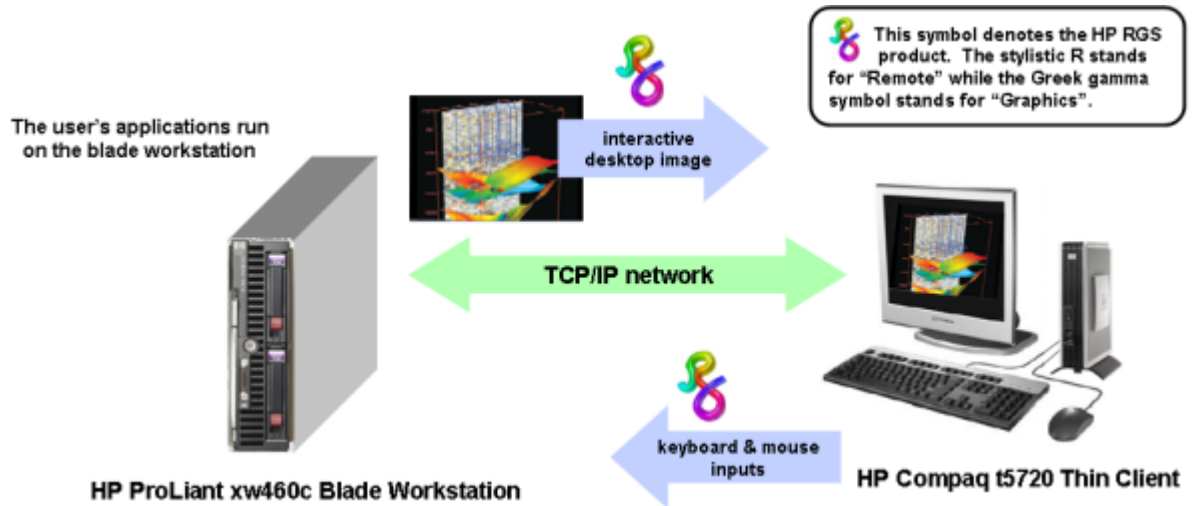 This symbol denotes the HP RGS
product. The stylistic R stands
for "Remote" while the Greek gamma
symbol stands for "Graphics".
The user's applications run
on the blade workstation
interactive
desktop image
TCP/IP network
keyboard & mouse
inputs
HP ProLiant xw460c Blade Workstation
HP Compaq t5720 Thin Client